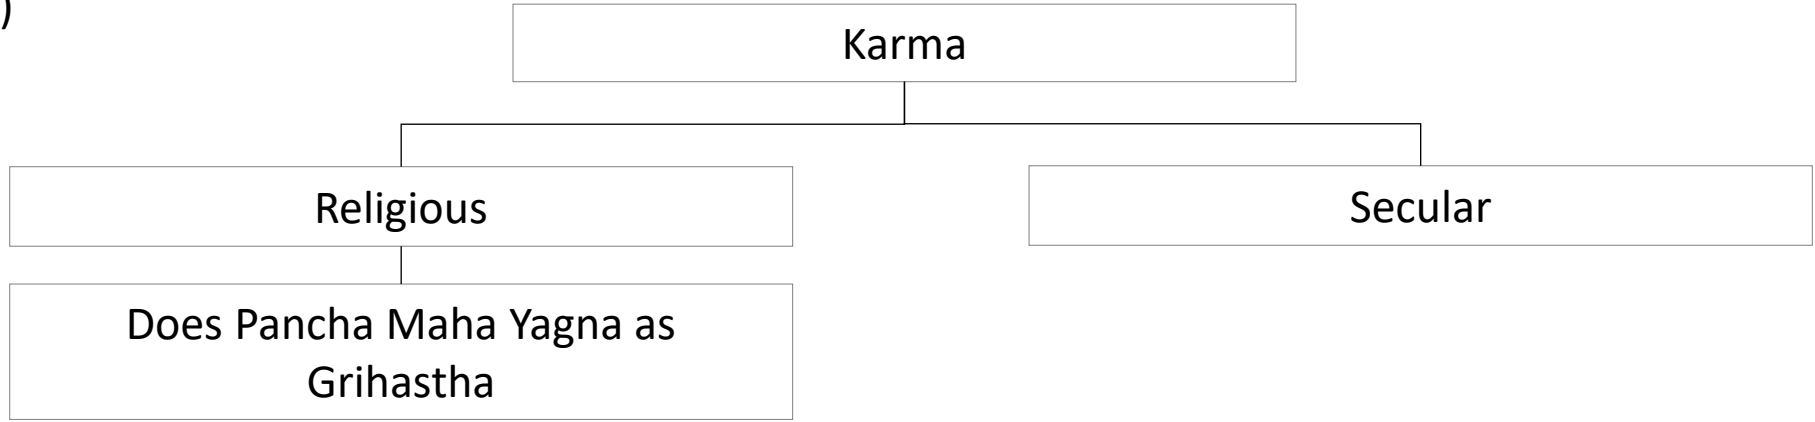 )
Karma
Religious
Secular
Does Pancha Maha Yagna as
Grihastha